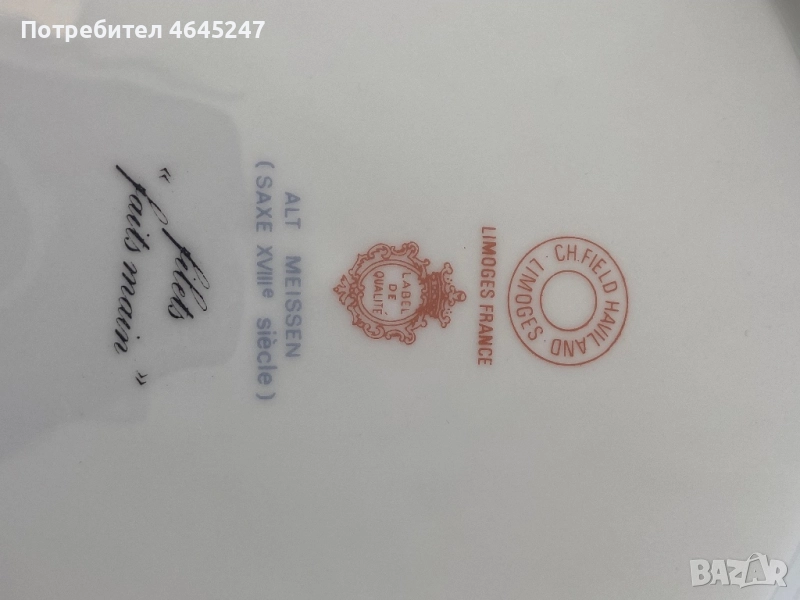 Потребител 4645247
CH. FIELD HAVILAND
· LIMOGES ·
LIMOGES FRANCE
LABEL
DE
QUALITÉ
ALT MEISSEN
( SAXE XVIIIe siècle )
" filets
faits main "
BAZAR